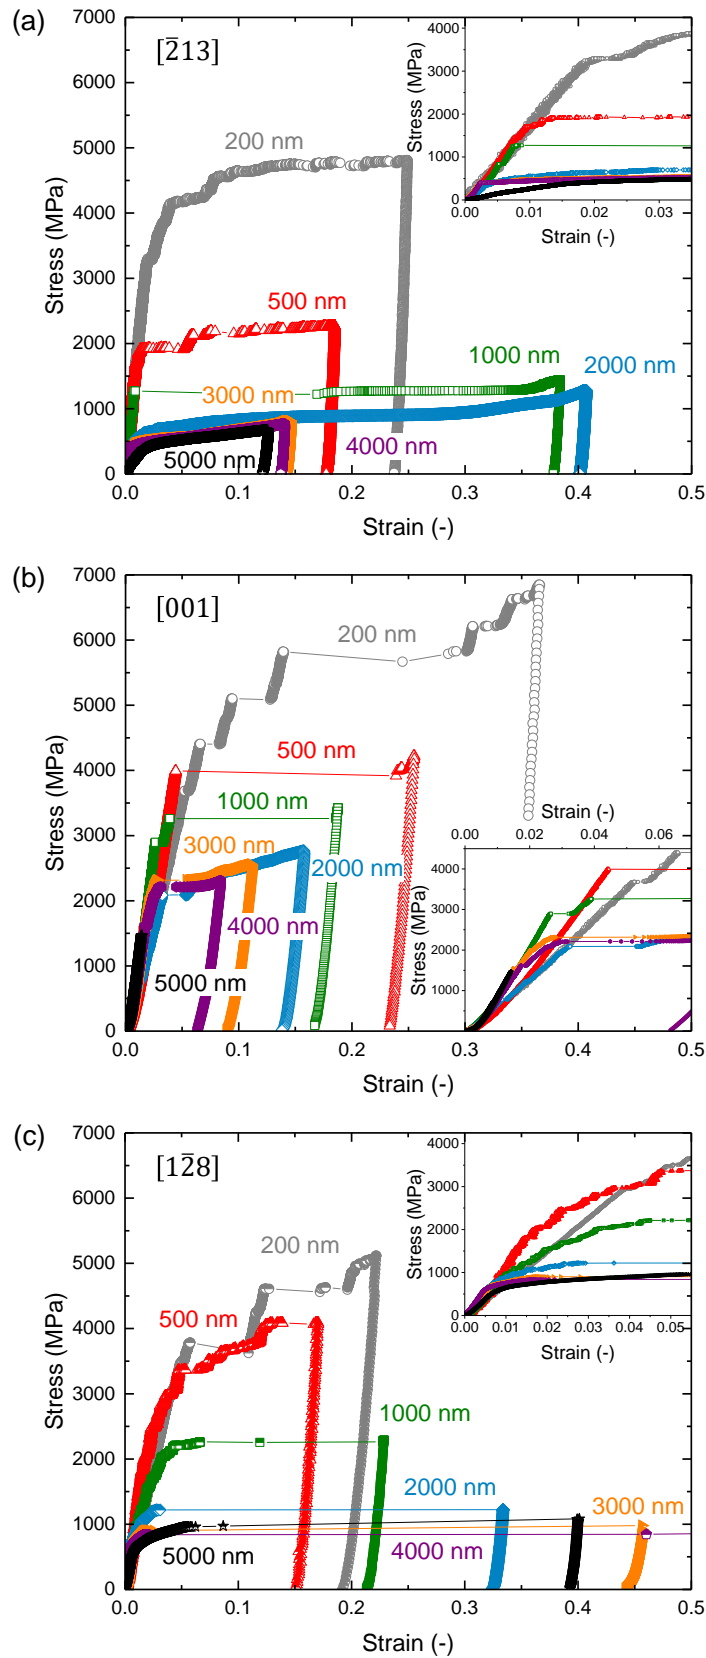 (a)
[2̄13]
7000
6000
5000
4000
3000
2000
1000
0
Stress (MPa)
0.0 0.1 0.2 0.3 0.4 0.5
Strain (-)
200 nm
500 nm
1000 nm
2000 nm
3000 nm
4000 nm
5000 nm
4000
3000
2000
1000
0
Stress (MPa)
0.00 0.01 0.02 0.03
Strain (-)
(b)
[001]
7000
6000
5000
4000
3000
2000
1000
0
Stress (MPa)
0.0 0.1 0.2 0.3 0.4 0.5
Strain (-)
200 nm
500 nm
1000 nm
3000 nm
2000 nm
4000 nm
5000 nm
Strain (-)
0.00 0.02 0.04 0.06
4000
3000
2000
1000
Stress (MPa)
(c)
[12̄8]
7000
6000
5000
4000
3000
2000
1000
0
Stress (MPa)
0.0 0.1 0.2 0.3 0.4 0.5
Strain (-)
200 nm
500 nm
1000 nm
2000 nm
3000 nm
4000 nm
5000 nm
4000
3000
2000
1000
0
Stress (MPa)
0.00 0.01 0.02 0.03 0.04 0.05
Strain (-)